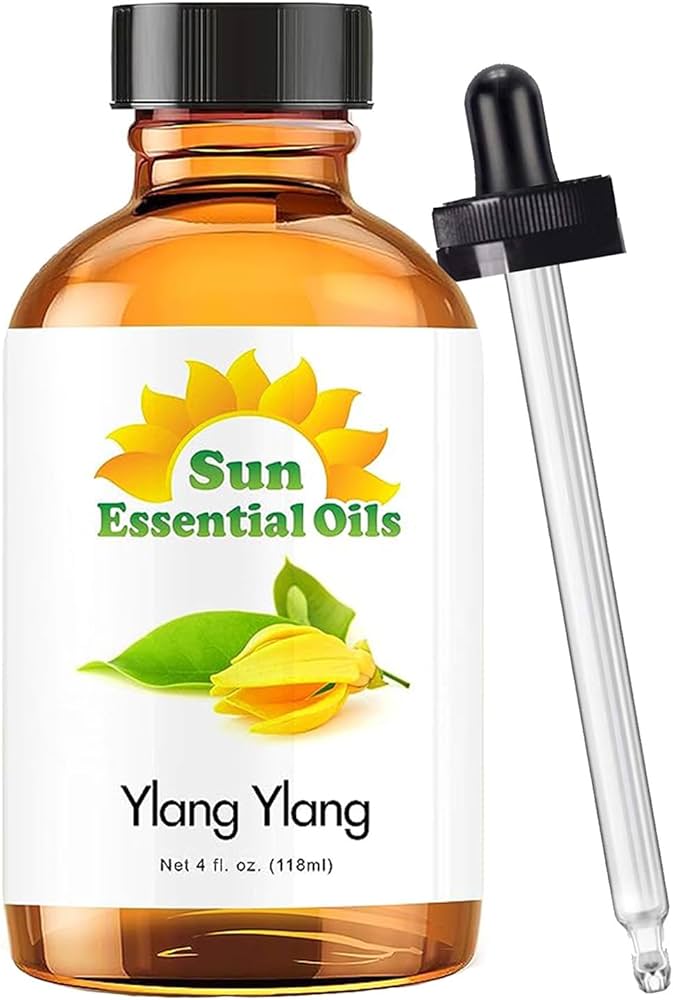 Sun
Essential Oils
Ylang Ylang
Net 4 fl. oz. (118ml)